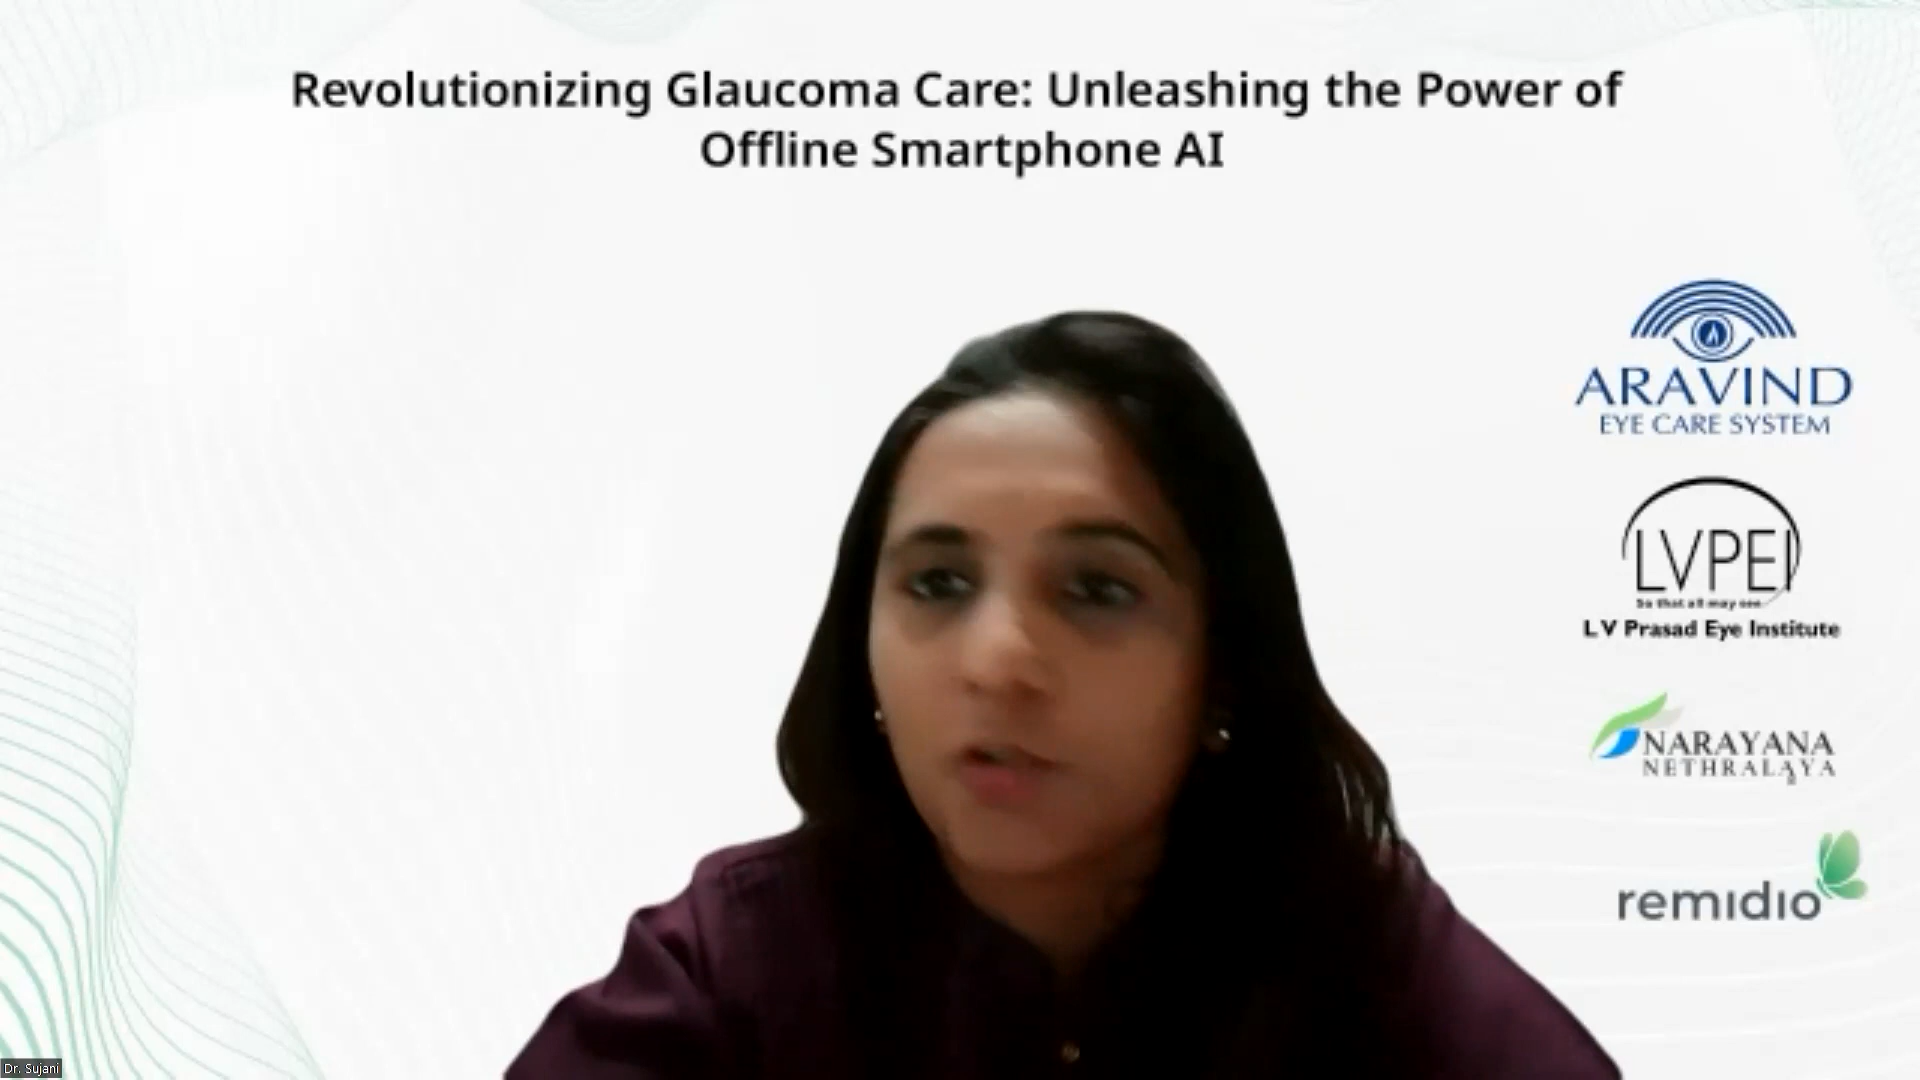 Revolutionizing Glaucoma Care: Unleashing the Power of
Offline Smartphone AI
ARAVIND
EYE CARE SYSTEM
LVPEI
So that all may see
L V Prasad Eye Institute
NARAYANA
NETHRALAYA
remidio
Dr. Sujani